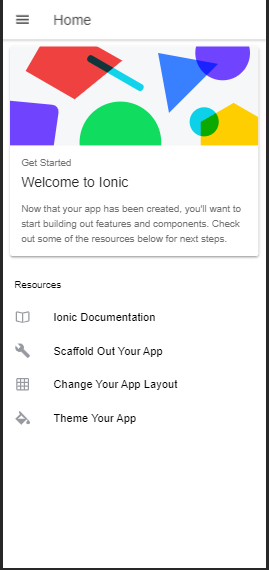 Home
Get Started
Welcome to Ionic
Now that your app has been created, you'll want to
start building out features and components. Check
out some of the resources below for next steps.
Resources
Ionic Documentation
Scaffold Out Your App
Change Your App Layout
Theme Your App